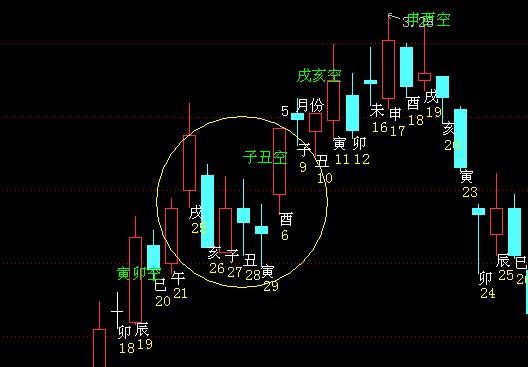 3.28
申酉空
戌亥空
5
月份
未
16
申
17
酉
18
戌
19
子
9
丑
10
寅
11
卯
12
亥
20
子丑空
寅
23
戌
25
酉
6
亥
26
子
27
丑
28
寅
29
寅卯空
巳
20
午
21
卯
24
辰
25
巳
卯
18
辰
19